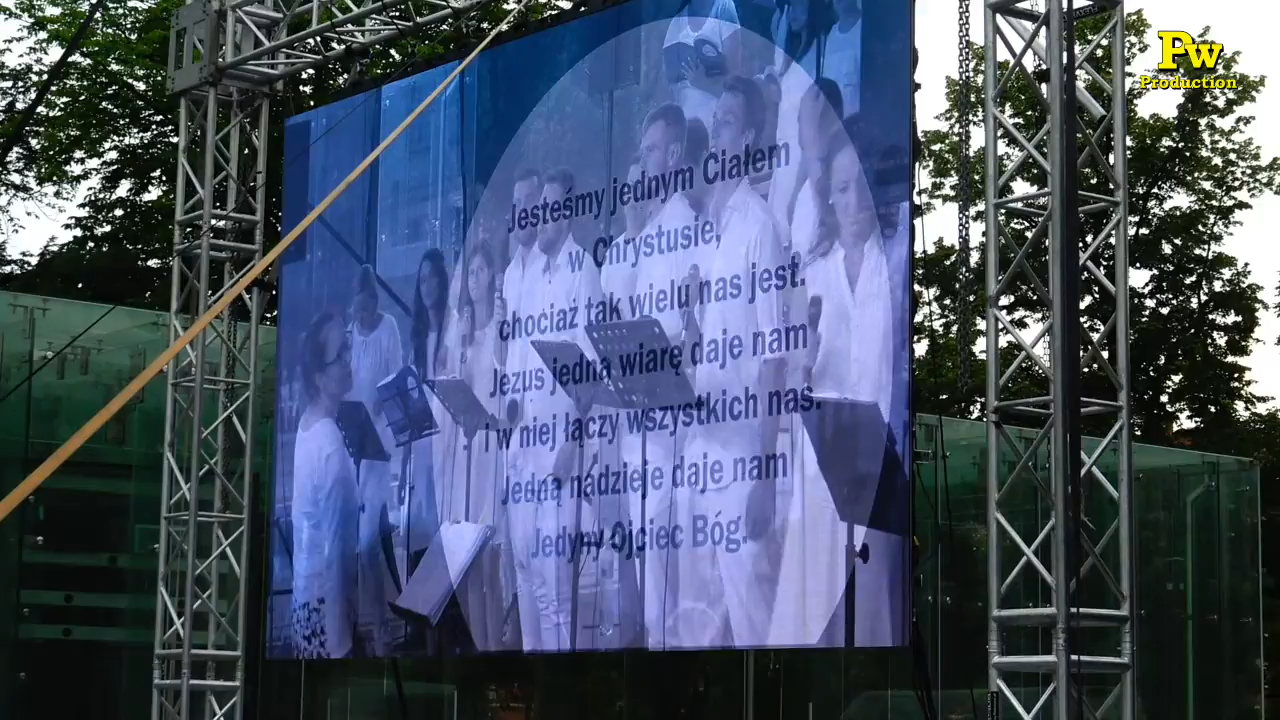 Pw
Production
Jesteśmy jednym Ciałem
w Chrystusie,
chociaż tak wielu nas jest.
Jezus jedną wiarę daje nam
i w niej łączy wszystkich nas.
Jedną nadzieję daje nam
Jedyny Ojciec Bóg.